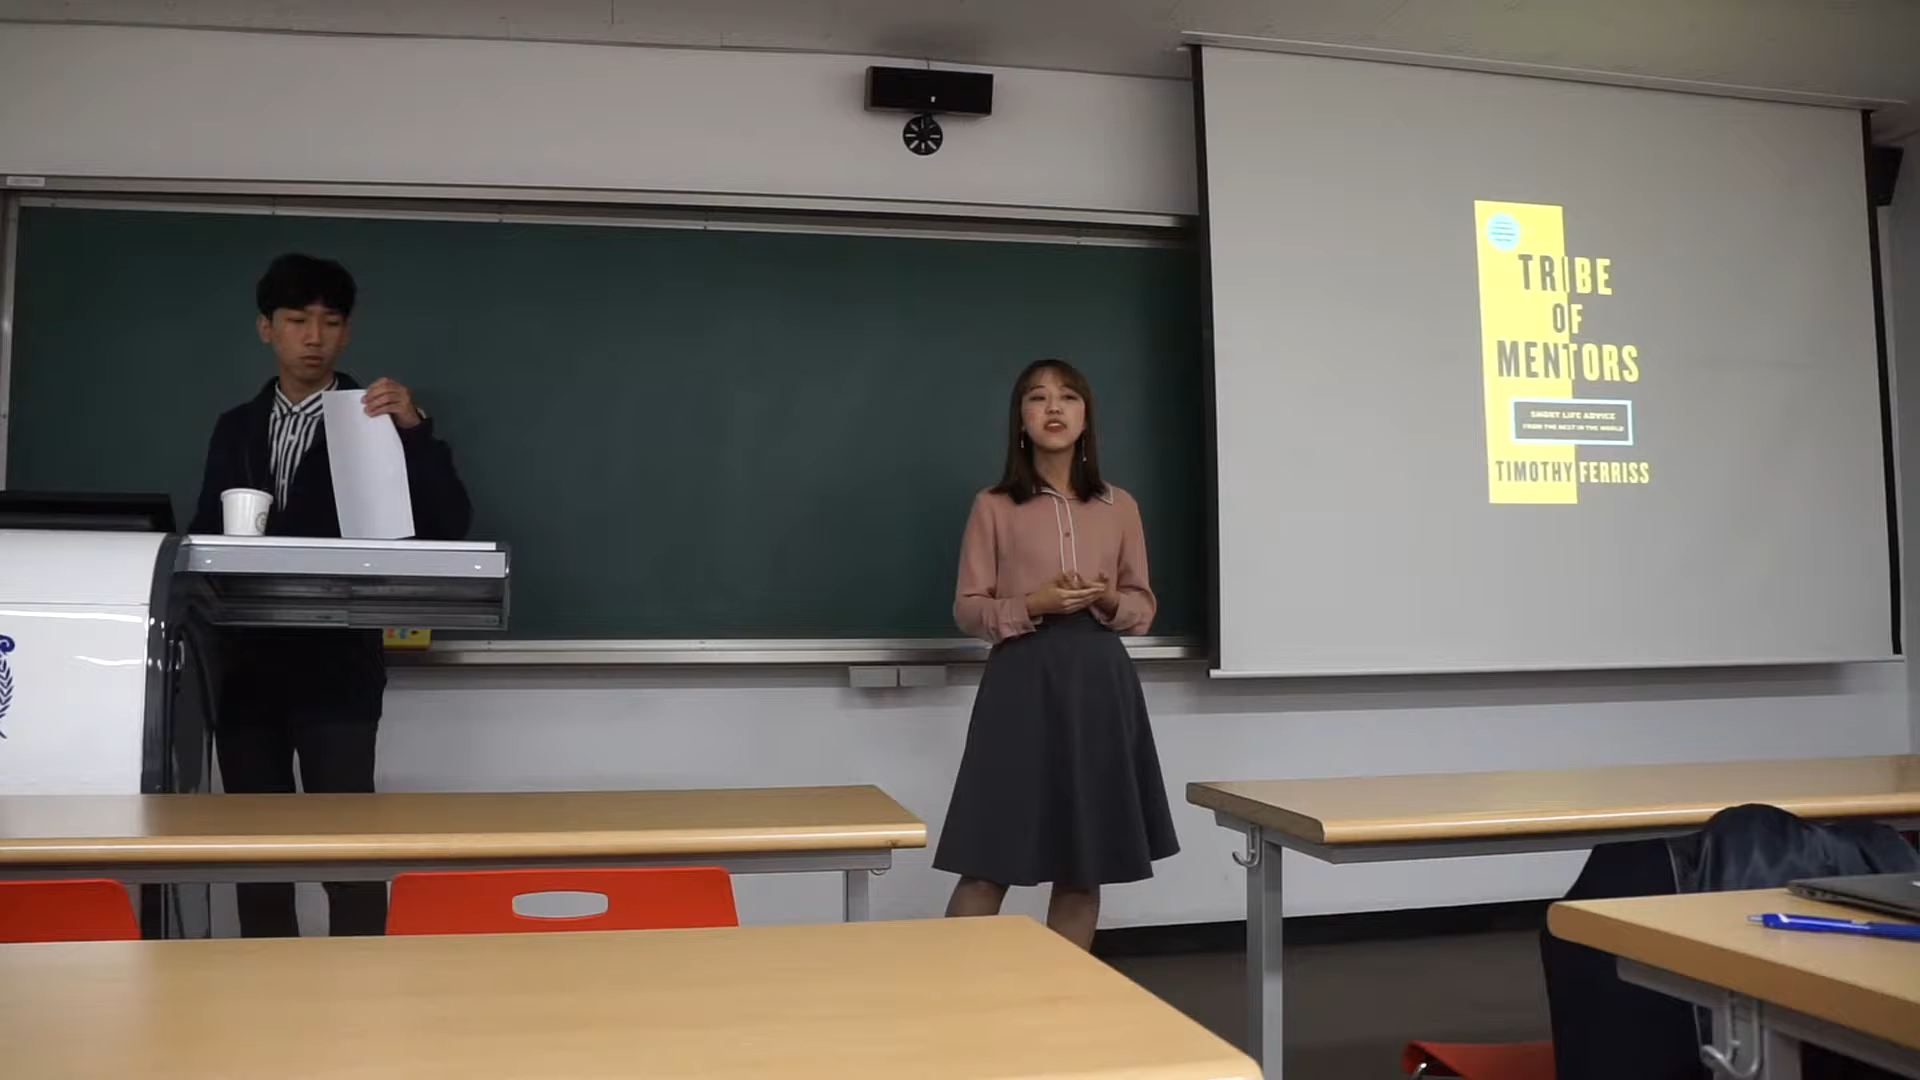 TRIBE
OF
MENTORS
SHORT LIFE ADVICE
FROM THE BEST IN THE WORLD
TIMOTHY FERRISS